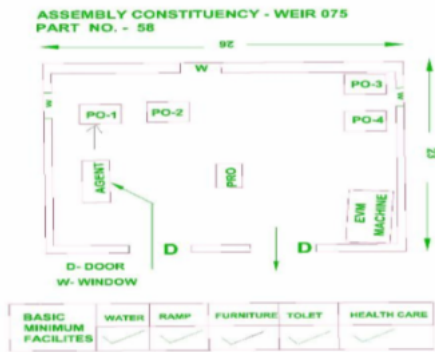 ASSEMBLY CONSTITUENCY - WEIR 075
PART NO. - 58
26
W
W
W
PO-1
PO-2
PO-3
PO-4
AGENT
PRO
EVM
MACHINE
D
D
D- DOOR
W- WINDOW
BASIC
MINIMUM
FACILITES
WATER
RAMP
FURNITURE
TOLET
HEALTH CARE